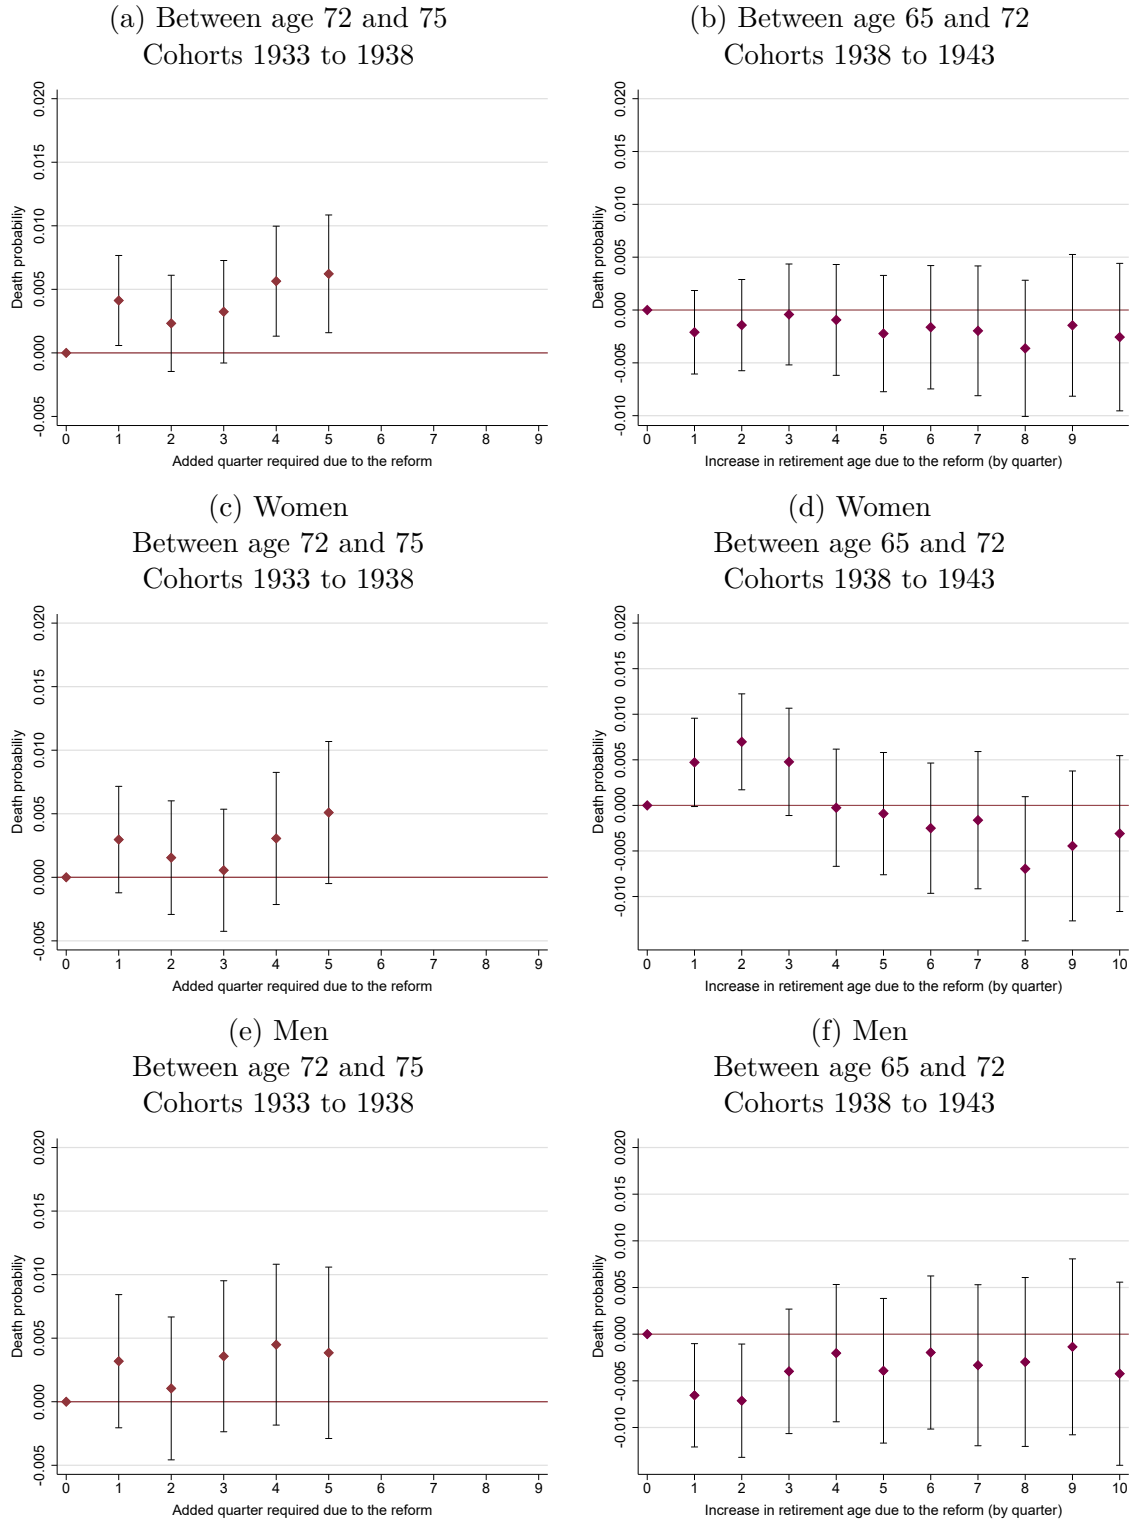 (a) Between age 72 and 75
Cohorts 1933 to 1938
0.020
0.015
0.010
0.005
0.000
-0.005
Death probabiliy
0 1 2 3 4 5 6 7 8 9
Added quarter required due to the reform
(b) Between age 65 and 72
Cohorts 1938 to 1943
0.020
0.015
0.010
0.005
0.000
-0.005
-0.010
Death probabiliy
0 1 2 3 4 5 6 7 8 9 10
Increase in retirement age due to the reform (by quarter)
(c) Women
Between age 72 and 75
Cohorts 1933 to 1938
0.020
0.015
0.010
0.005
0.000
-0.005
Death probabiliy
0 1 2 3 4 5 6 7 8 9
Added quarter required due to the reform
(d) Women
Between age 65 and 72
Cohorts 1938 to 1943
0.020
0.015
0.010
0.005
0.000
-0.005
-0.010
Death probabiliy
0 1 2 3 4 5 6 7 8 9 10
Increase in retirement age due to the reform (by quarter)
(e) Men
Between age 72 and 75
Cohorts 1933 to 1938
0.020
0.015
0.010
0.005
0.000
-0.005
Death probabiliy
0 1 2 3 4 5 6 7 8 9
Added quarter required due to the reform
(f) Men
Between age 65 and 72
Cohorts 1938 to 1943
0.020
0.015
0.010
0.005
0.000
-0.005
-0.010
Death probabiliy
0 1 2 3 4 5 6 7 8 9 10
Increase in retirement age due to the reform (by quarter)